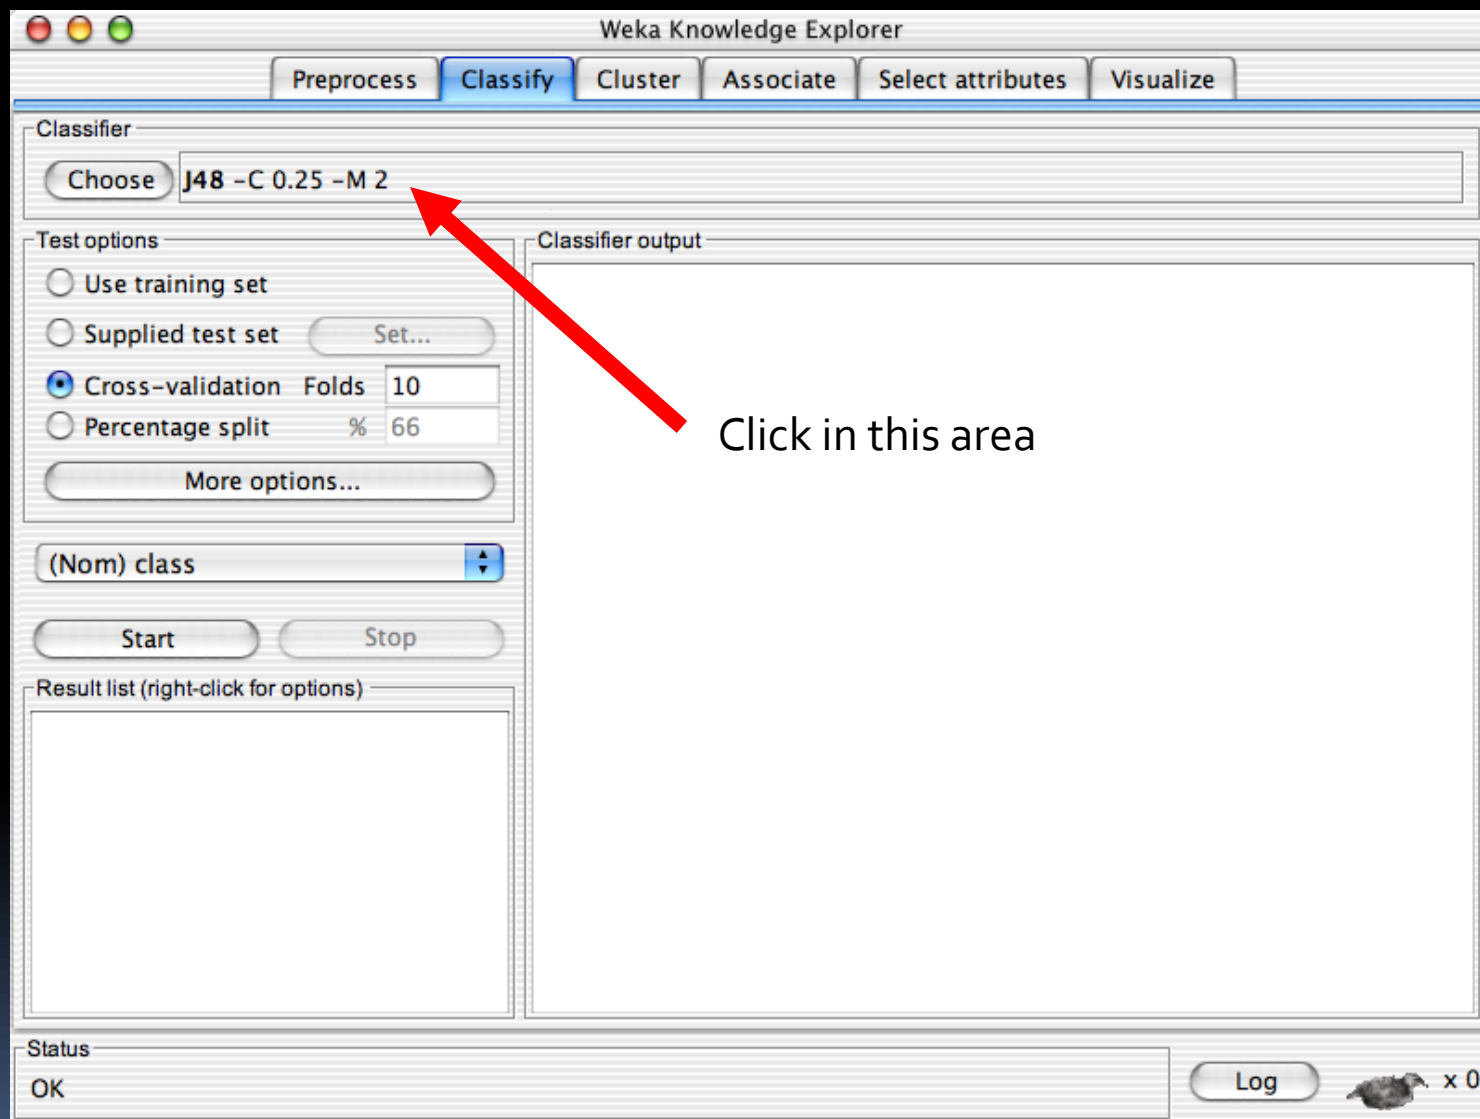 Weka Knowledge Explorer
Preprocess Classify Cluster Associate Select attributes Visualize
Classifier
Choose J48 -C 0.25 -M 2
Test options
Use training set
Supplied test set Set...
Cross-validation Folds 10
Percentage split % 66
More options...
(Nom) class
Start Stop
Result list (right-click for options)
Classifier output
Click in this area
Status
OK
Log x 0